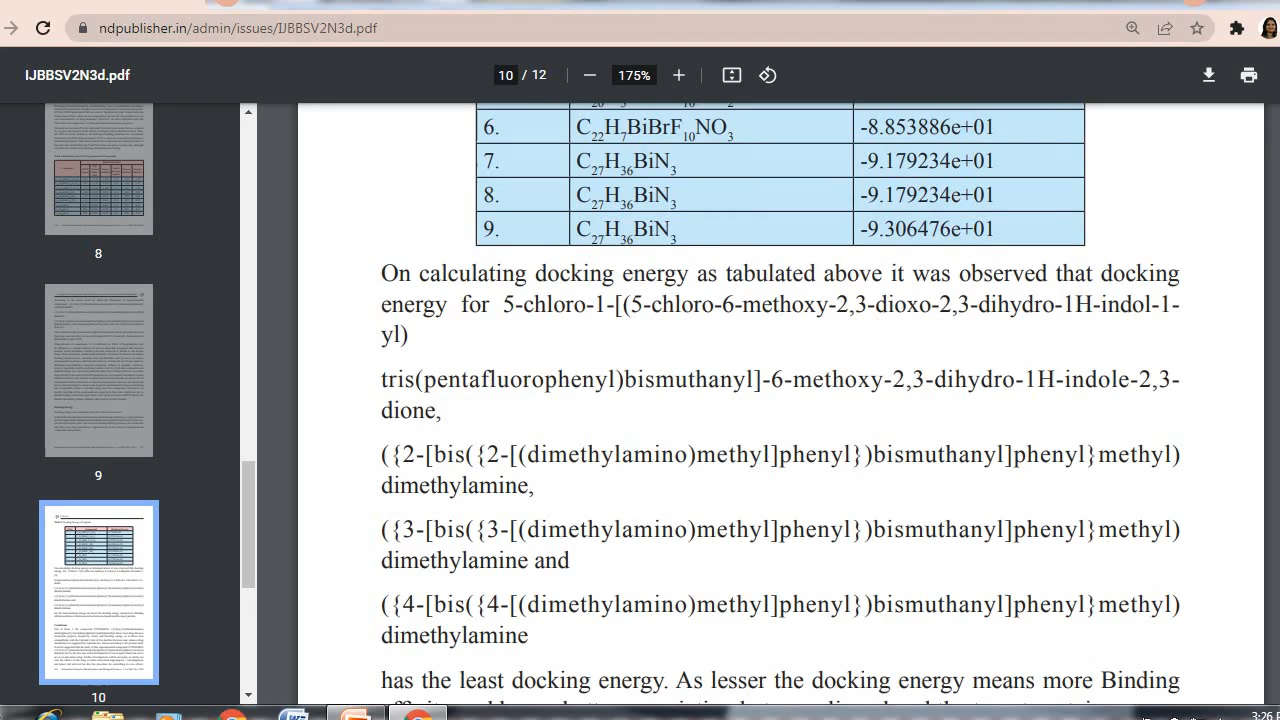 ndpublisher.in/admin/issues/IJBBSV2N3d.pdf
IJBBSV2N3d.pdf
10 / 12
175%
8
9
10
6. C22H7BiBrF10NO3 -8.853886e+01
7. C27H36BiN3 -9.179234e+01
8. C27H36BiN3 -9.179234e+01
9. C27H36BiN3 -9.306476e+01
On calculating docking energy as tabulated above it was observed that docking
energy for 5-chloro-1-[(5-chloro-6-methoxy-2,3-dioxo-2,3-dihydro-1H-indol-1-
yl)
tris(pentafluorophenyl)bismuthanyl]-6-methoxy-2,3-dihydro-1H-indole-2,3-
dione,
({2-[bis({2-[(dimethylamino)methyl]phenyl})bismuthanyl]phenyl}methyl)
dimethylamine,
({3-[bis({3-[(dimethylamino)methyl]phenyl})bismuthanyl]phenyl}methyl)
dimethylamine and
({4-[bis({4-[(dimethylamino)methyl]phenyl})bismuthanyl]phenyl}methyl)
dimethylamine
has the least docking energy. As lesser the docking energy means more Binding
3:26